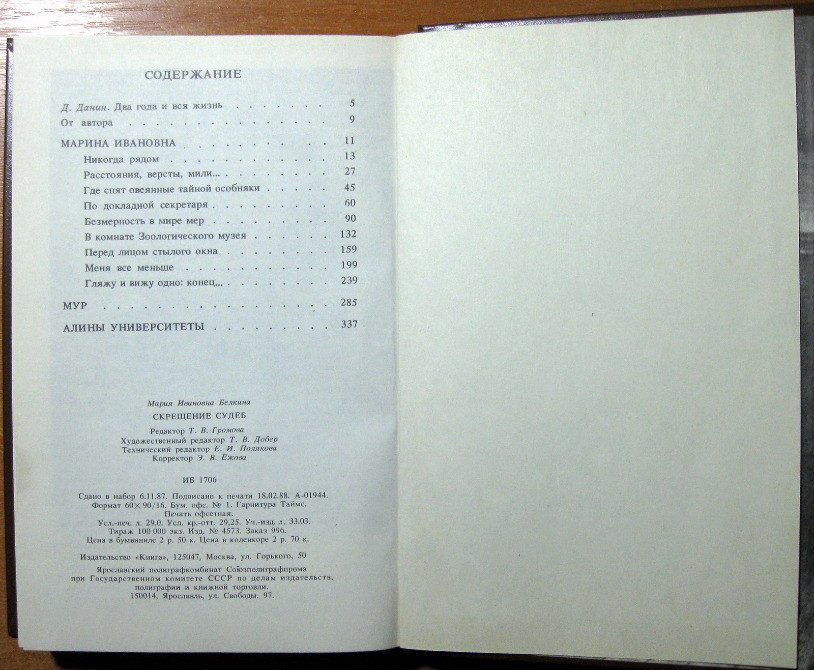 СОДЕРЖАНИЕ
Д. Данин. Два года и вся жизнь . . . . . . . 5
От автора . . . . . . . . . . . . . . . 9
МАРИНА ИВАНОВНА . . . . . . . . . . . 11
Никогда рядом . . . . . . . . . . . . 13
Расстояния, версты, мили... . . . . . . . . 27
Где спят овеянные тайной особняки . . . . . 45
По докладной секретаря . . . . . . . . . 60
Безмерность в мире мер . . . . . . . . . 90
В комнате Зоологического музея . . . . . . . . 132
Перед лицом стылого окна . . . . . . . . 159
Меня все меньше . . . . . . . . . . . 199
Гляжу и вижу одно: конец... . . . . . . . . 239
МУР . . . . . . . . . . . . . . . . . 285
АЛИНЫ УНИВЕРСИТЕТЫ . . . . . . . . . 337
Мария Ивановна Белкина
СКРЕЩЕНИЕ СУДЕБ
Редактор Т. В. Громова
Художественный редактор Т. В. Добер
Технический редактор Е. И. Полякова
Корректор Э. В. Ежова
ИБ 1706
Сдано в набор 6.11.87. Подписано к печати 18.02.88. А-01944.
Формат 60×90/16. Бум. офс. № 1. Гарнитура Таймс.
Печать офсетная.
Усл.-печ. л. 29,0. Усл. кр.-отт. 29,25. Уч.-изд. л. 33,03.
Тираж 100 000 экз. Изд. № 4573. Заказ 996.
Цена в бумвиниле 2 р. 50 к. Цена в коленкоре 2 р. 70 к.
Издательство «Книга», 125047, Москва, ул. Горького, 50
Ярославский полиграфкомбинат Союзполиграфпрома
при Государственном комитете СССР по делам издательств,
полиграфии и книжной торговли.
150014, Ярославль, ул. Свободы, 97.